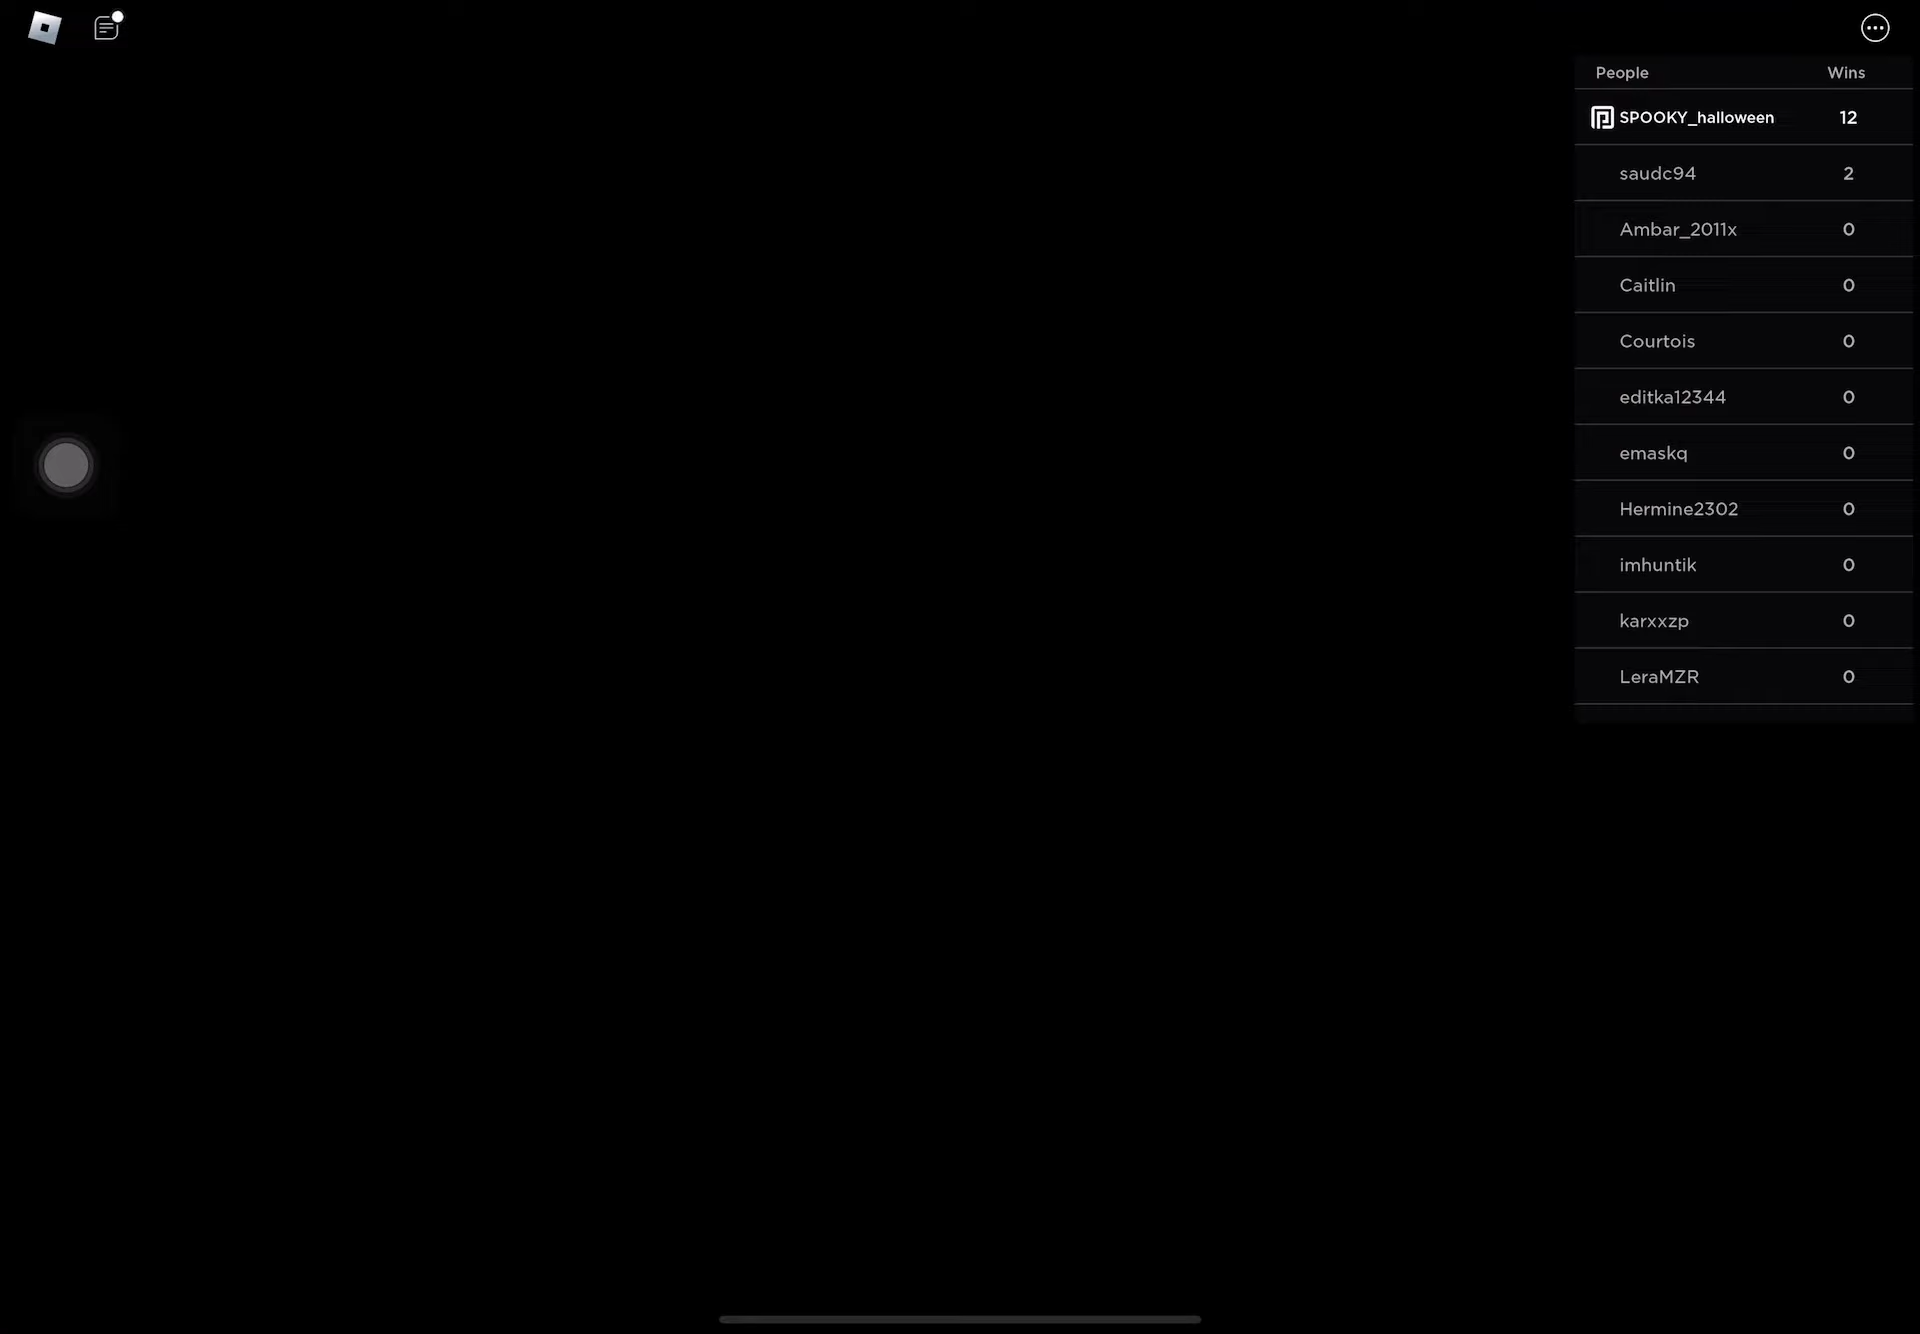 People Wins
SPOOKY_halloween 12
saudc94 2
Ambar_2011x 0
Caitlin 0
Courtois 0
editka12344 0
emaskq 0
Hermine2302 0
imhuntik 0
karxxzp 0
LeraMZR 0